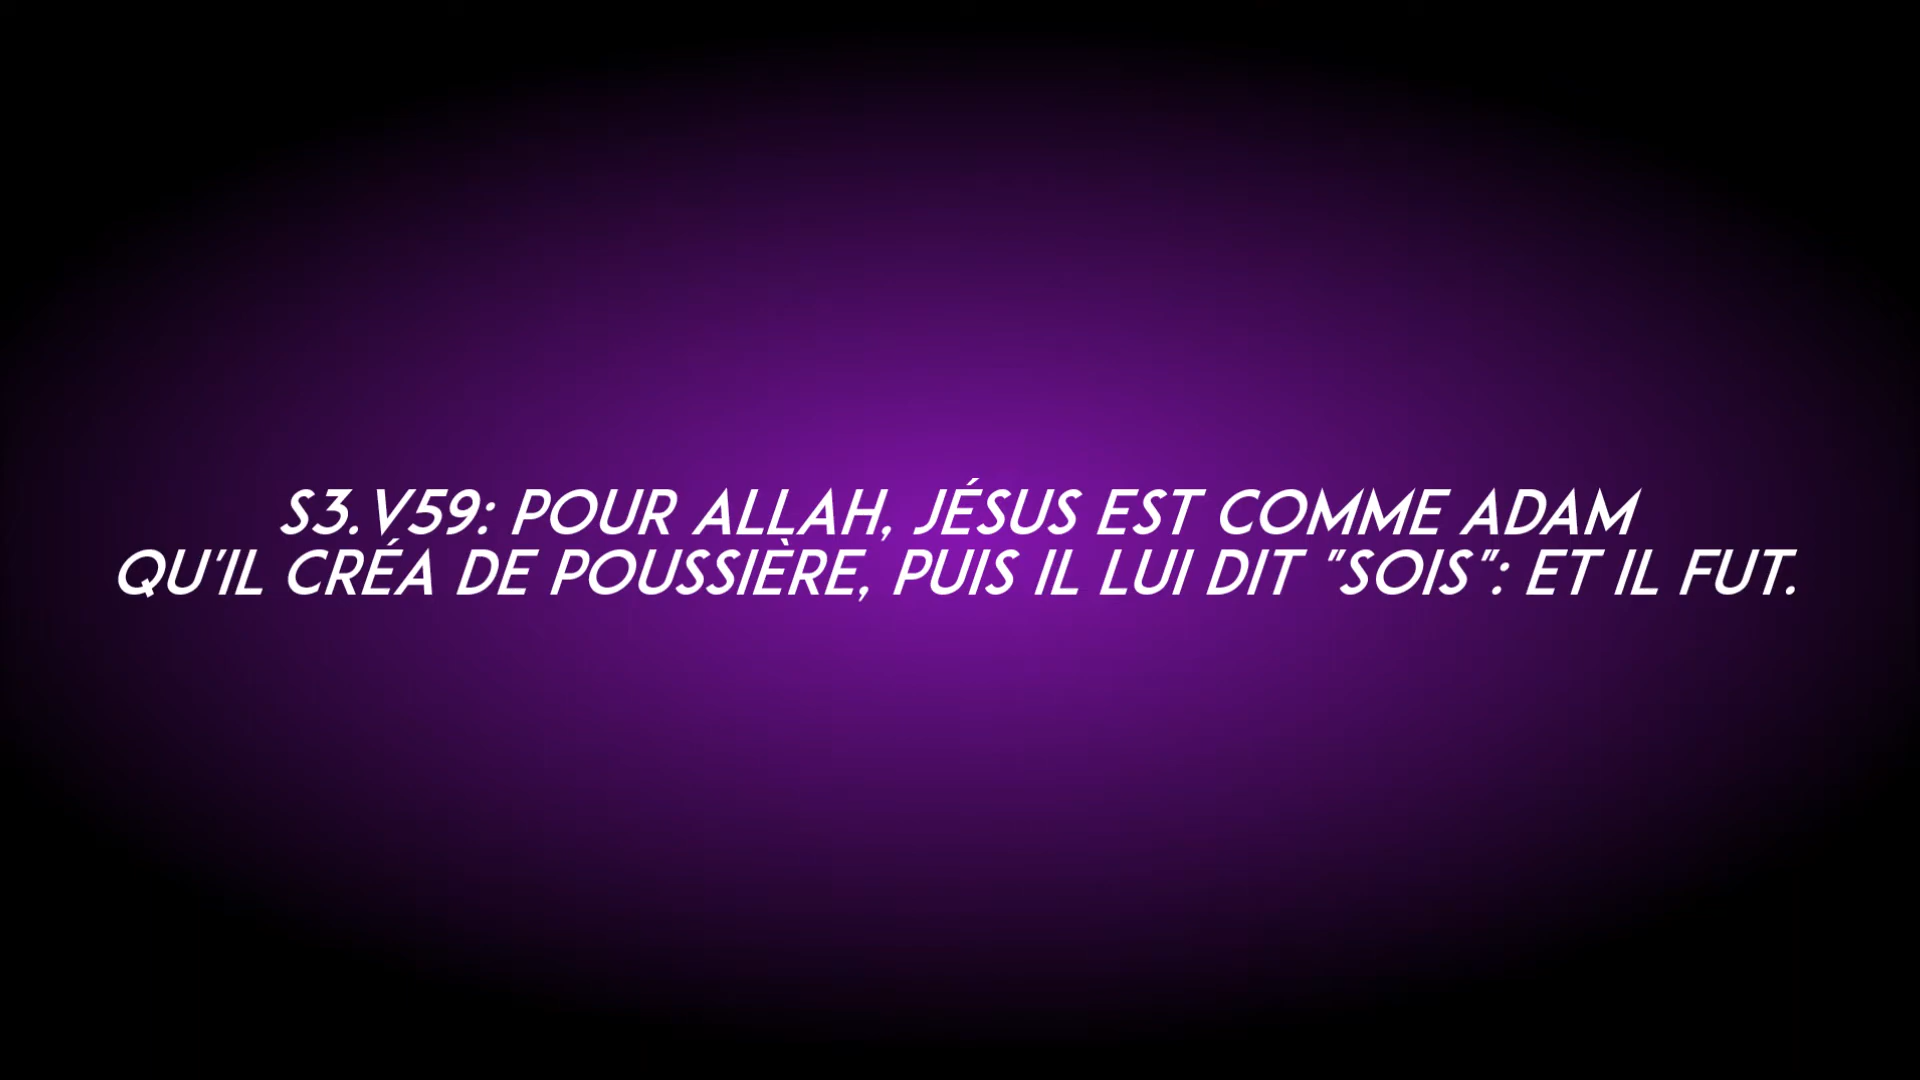 S3.V59: POUR ALLAH, JÉSUS EST COMME ADAM
QU'IL CRÉA DE POUSSIÈRE, PUIS IL LUI DIT "SOIS": ET IL FUT.